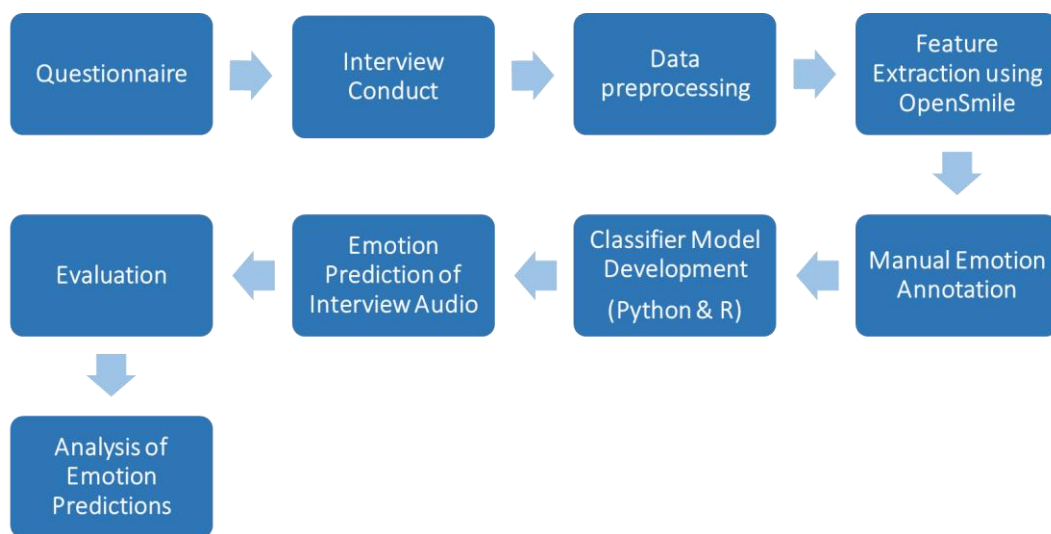 Questionnaire
Interview
Conduct
Data
preprocessing
Feature
Extraction using
OpenSmile
Manual Emotion
Annotation
Classifier Model
Development
(Python & R)
Emotion
Prediction of
Interview Audio
Evaluation
Analysis of
Emotion
Predictions